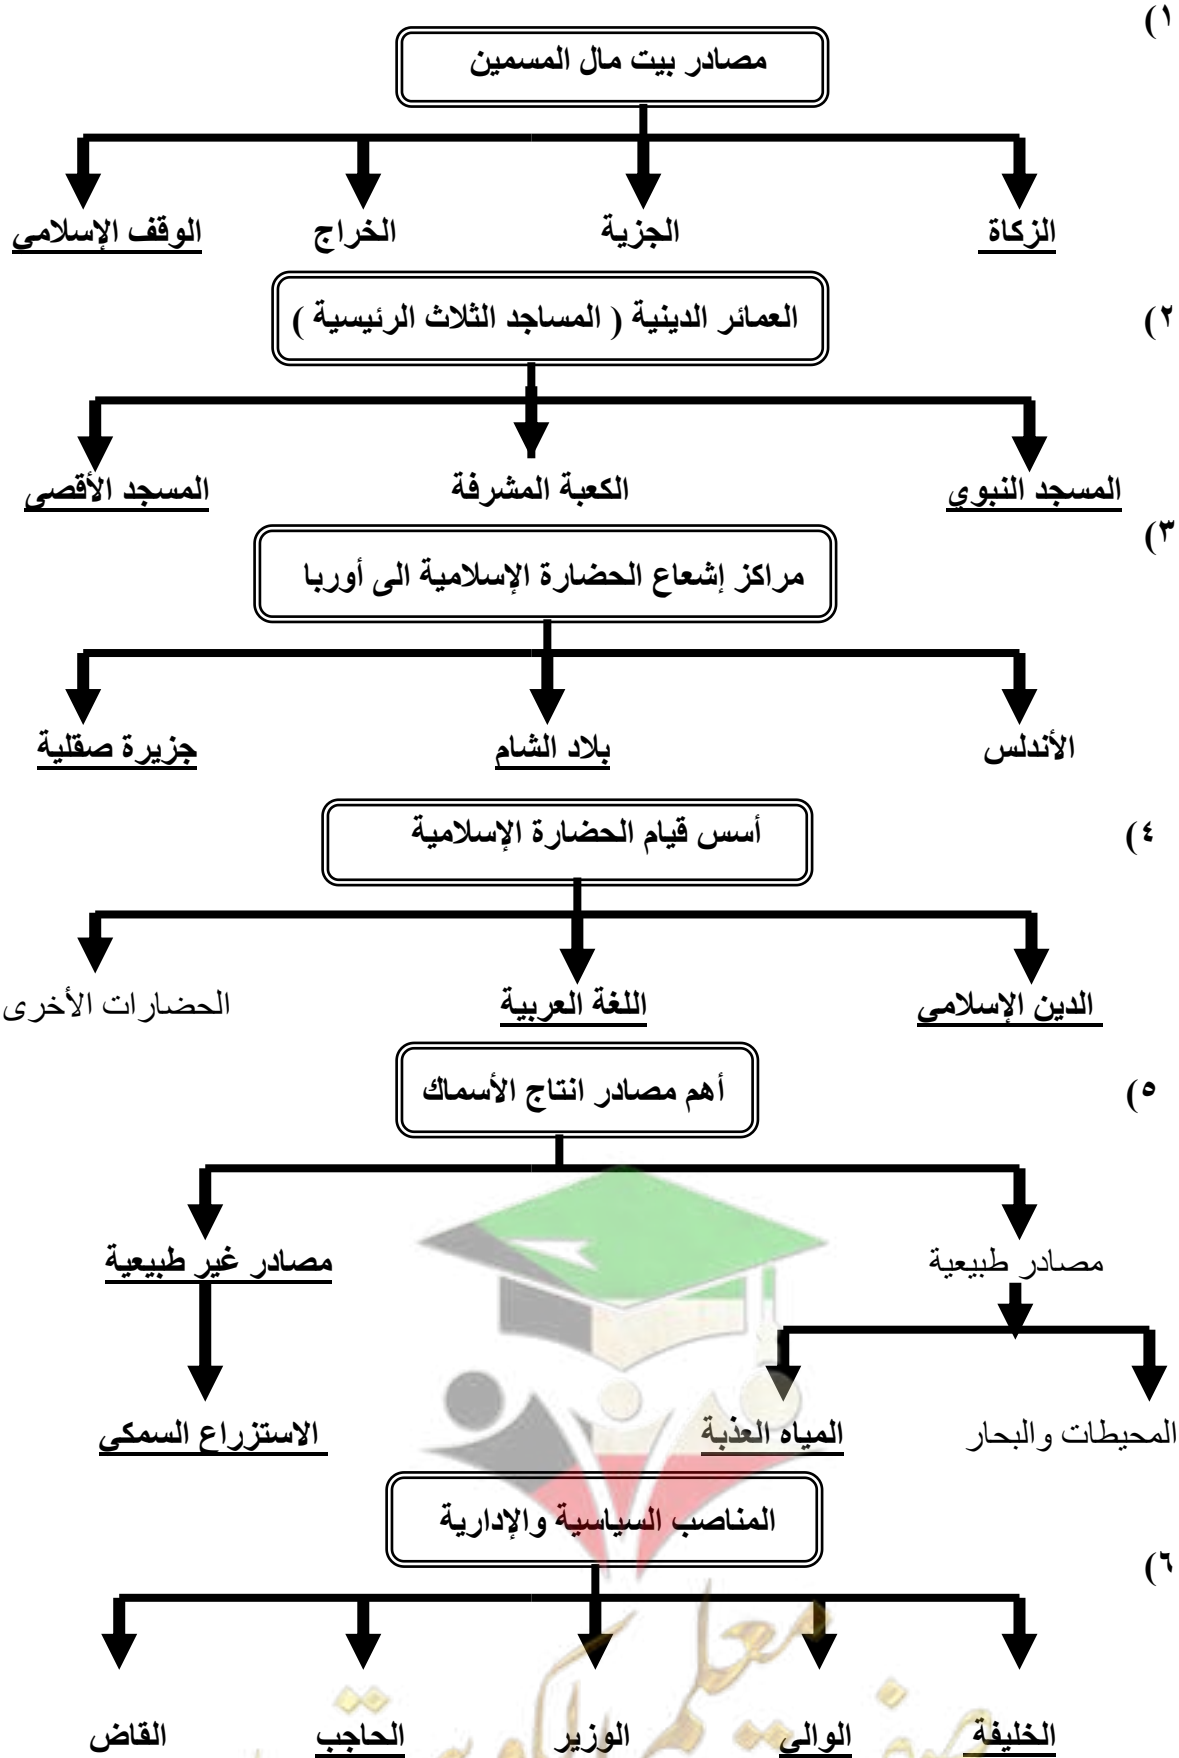 ١)
مصادر بيت مال المسمين
الزكاة الجزية الخراج الوقف الإسلامي
٢)
العمائر الدينية ( المساجد الثلاث الرئيسية )
المسجد النبوي الكعبة المشرفة المسجد الأقصى
٣)
مراكز إشعاع الحضارة الإسلامية الى أوربا
الأندلس بلاد الشام جزيرة صقلية
٤)
أسس قيام الحضارة الإسلامية
الدين الإسلامي اللغة العربية الحضارات الأخرى
٥)
أهم مصادر انتاج الأسماك
مصادر طبيعية مصادر غير طبيعية
المحيطات والبحار المياه العذبة الاستزراع السمكي
٦)
المناصب السياسية والإدارية
الخليفة الوالي الوزير الحاجب القاض
معلم الكويت